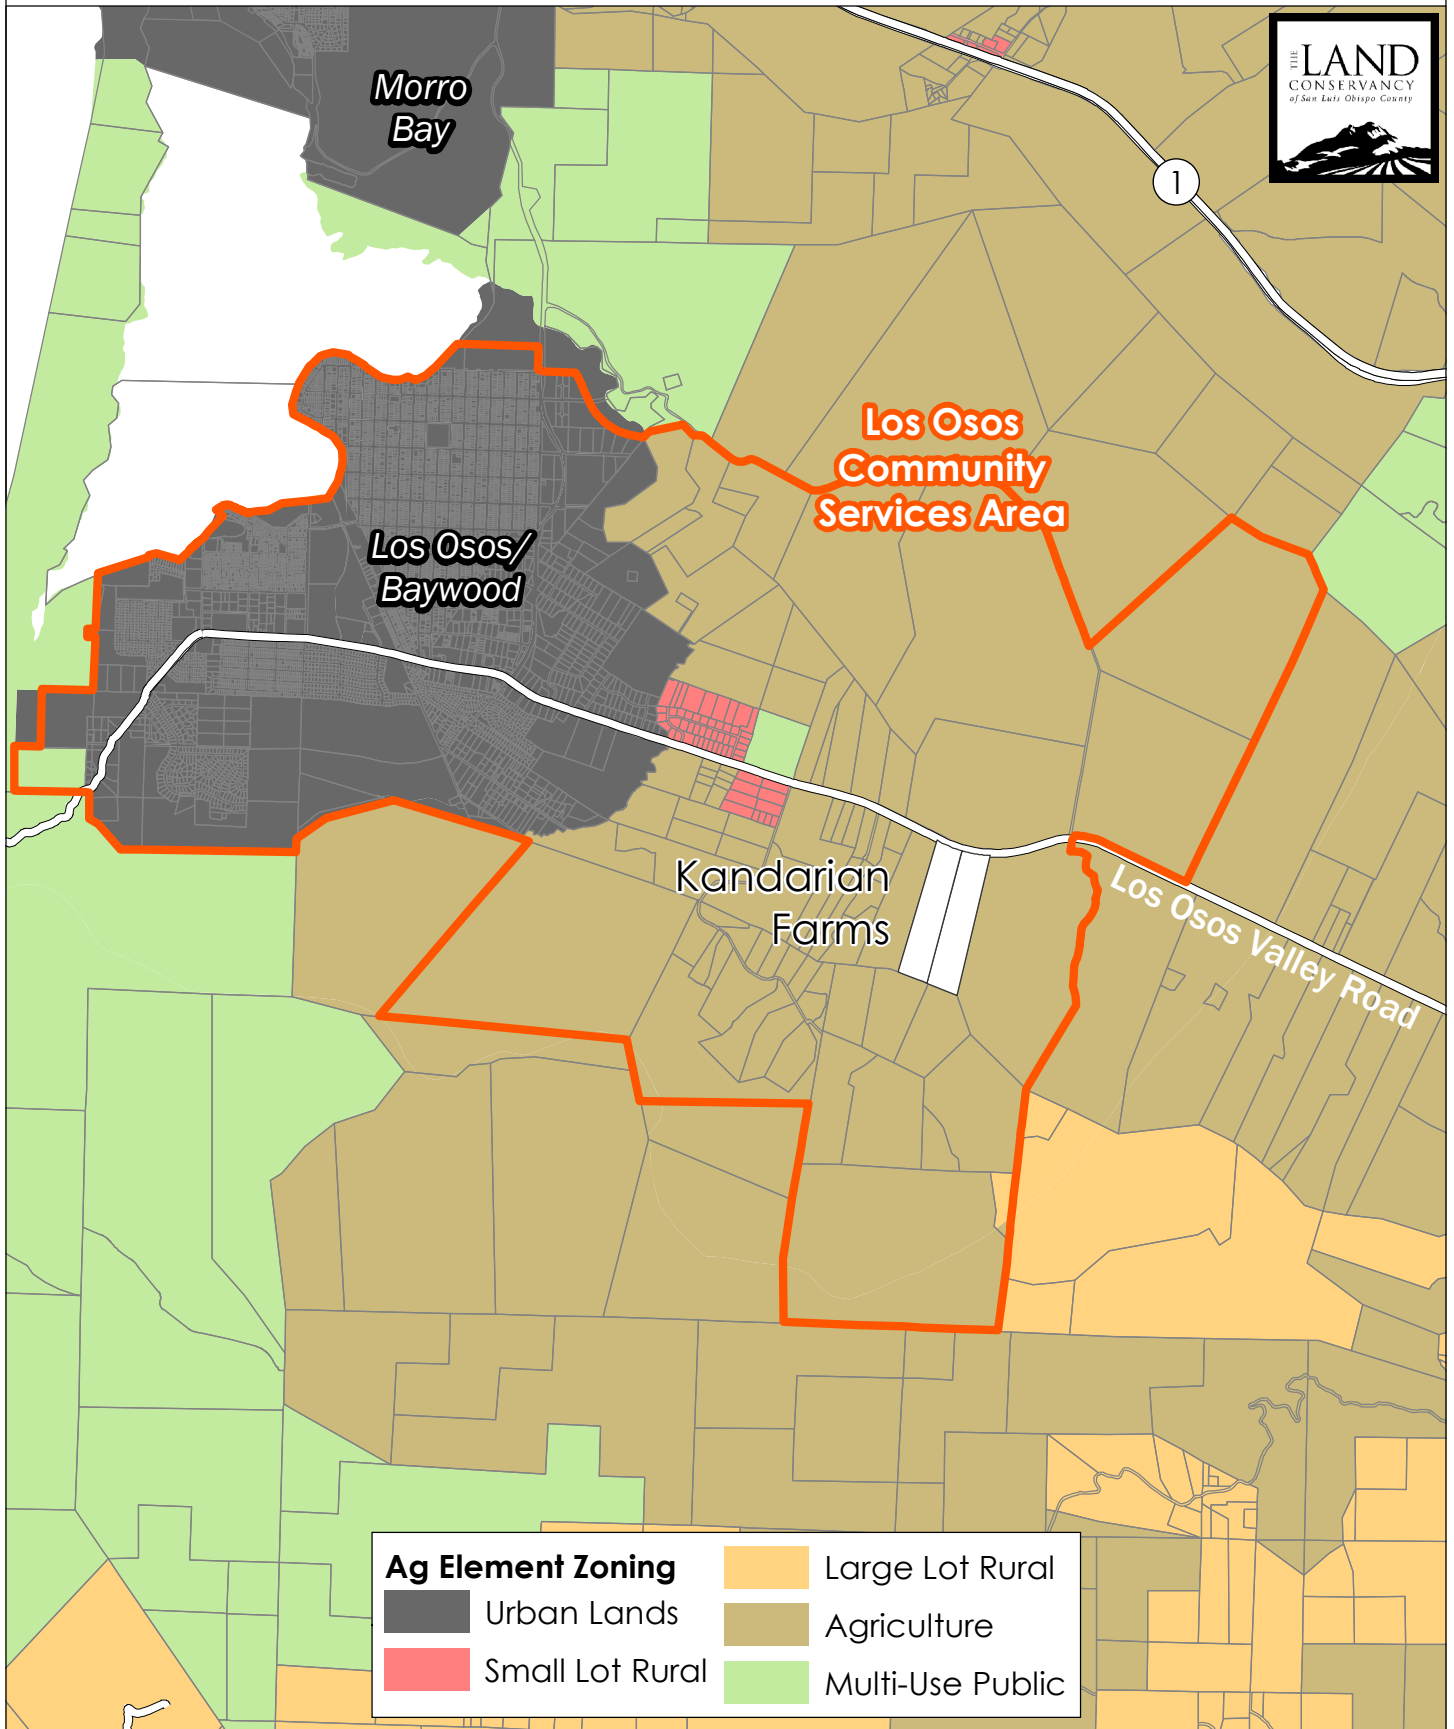 Morro
Bay
THE
LAND
CONSERVANCY
of San Luis Obispo County
1
Los Osos
Community
Services Area
Los Osos/
Baywood
Kandarian
Farms
Los Osos Valley Road
Ag Element Zoning
Urban Lands
Small Lot Rural
Large Lot Rural
Agriculture
Multi-Use Public